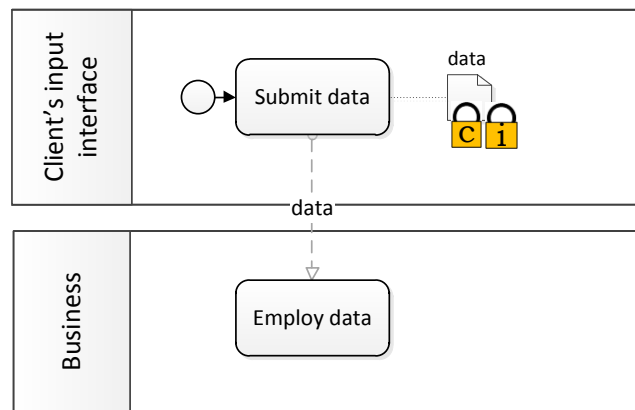 Client's input
interface
Submit data
data
C
i
data
Business
Employ data